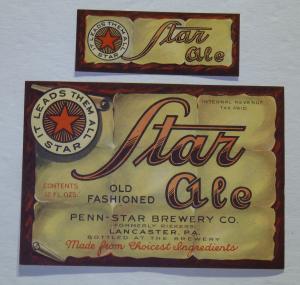 IT LEADS THEM ALL
STAR
Star
Ale
IT LEADS THEM ALL
STAR
INTERNAL REVENUE
TAX PAID
Star
CONTENTS
12 FL. OZS.
OLD
FASHIONED
Ale
PENN-STAR BREWERY CO.
FORMERLY RIEKERS
LANCASTER, PA.
BOTTLED AT THE BREWERY
Made from Choicest Ingredients